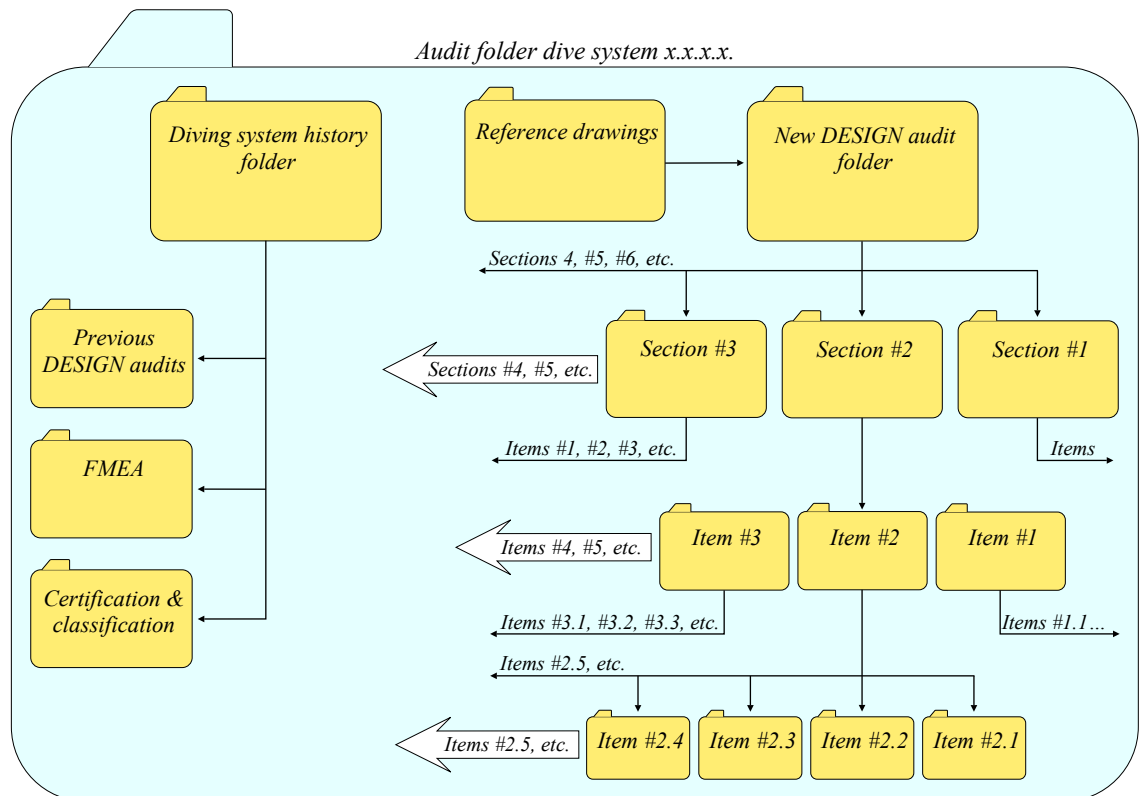 Audit folder dive system x.x.x.x.
Diving system history
folder
Reference drawings
New DESIGN audit
folder
Sections 4, #5, #6, etc.
Previous
DESIGN audits
Section #3
Section #2
Section #1
Sections #4, #5, etc.
Items #1, #2, #3, etc.
Items
FMEA
Item #3
Item #2
Item #1
Items #4, #5, etc.
Certification &
classification
Items #3.1, #3.2, #3.3, etc.
Items #1.1…
Items #2.5, etc.
Items #2.5, etc.
Item #2.4
Item #2.3
Item #2.2
Item #2.1